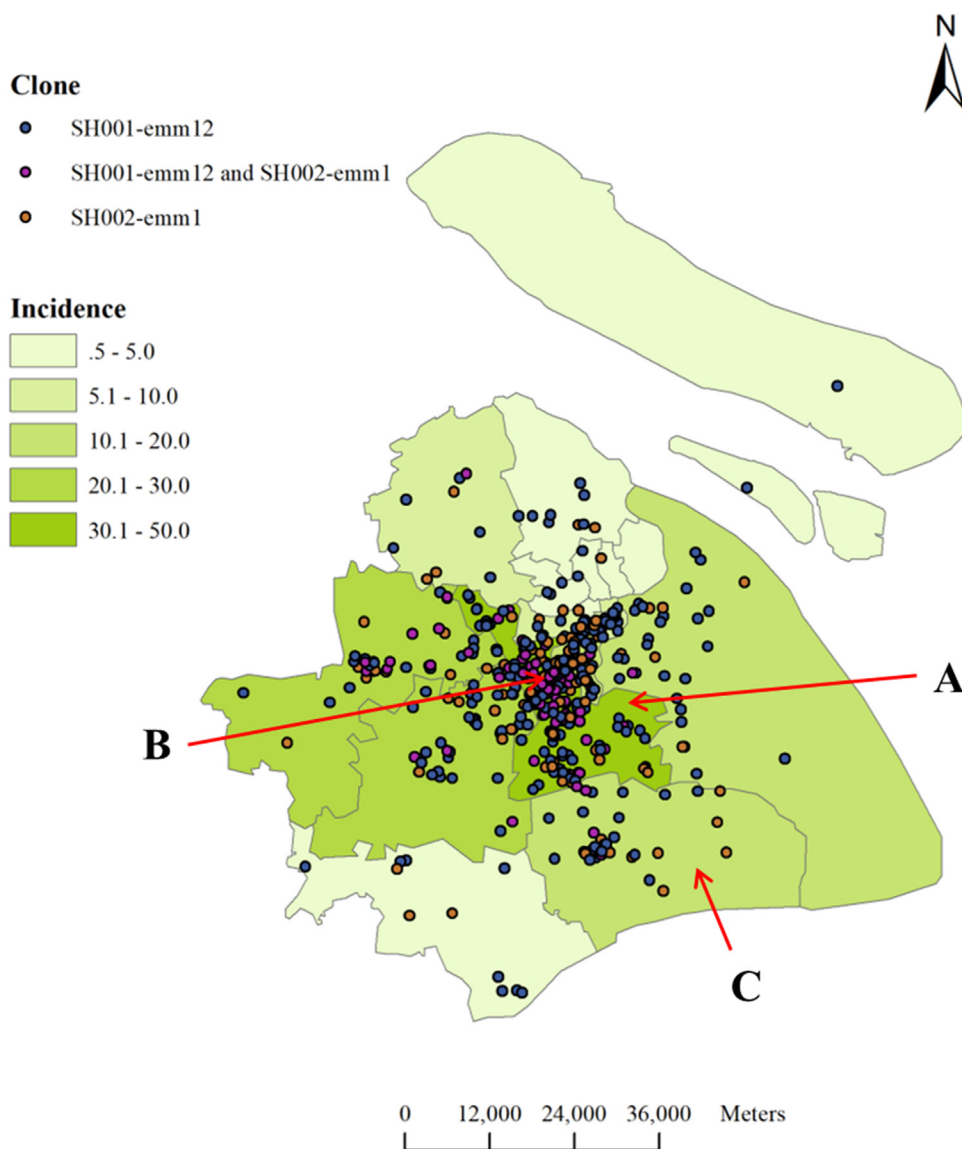 N
Clone
SH001-emm12
SH001-emm12 and SH002-emm1
SH002-emm1
Incidence
.5 - 5.0
5.1 - 10.0
10.1 - 20.0
20.1 - 30.0
30.1 - 50.0
A
B
C
0 12,000 24,000 36,000 Meters